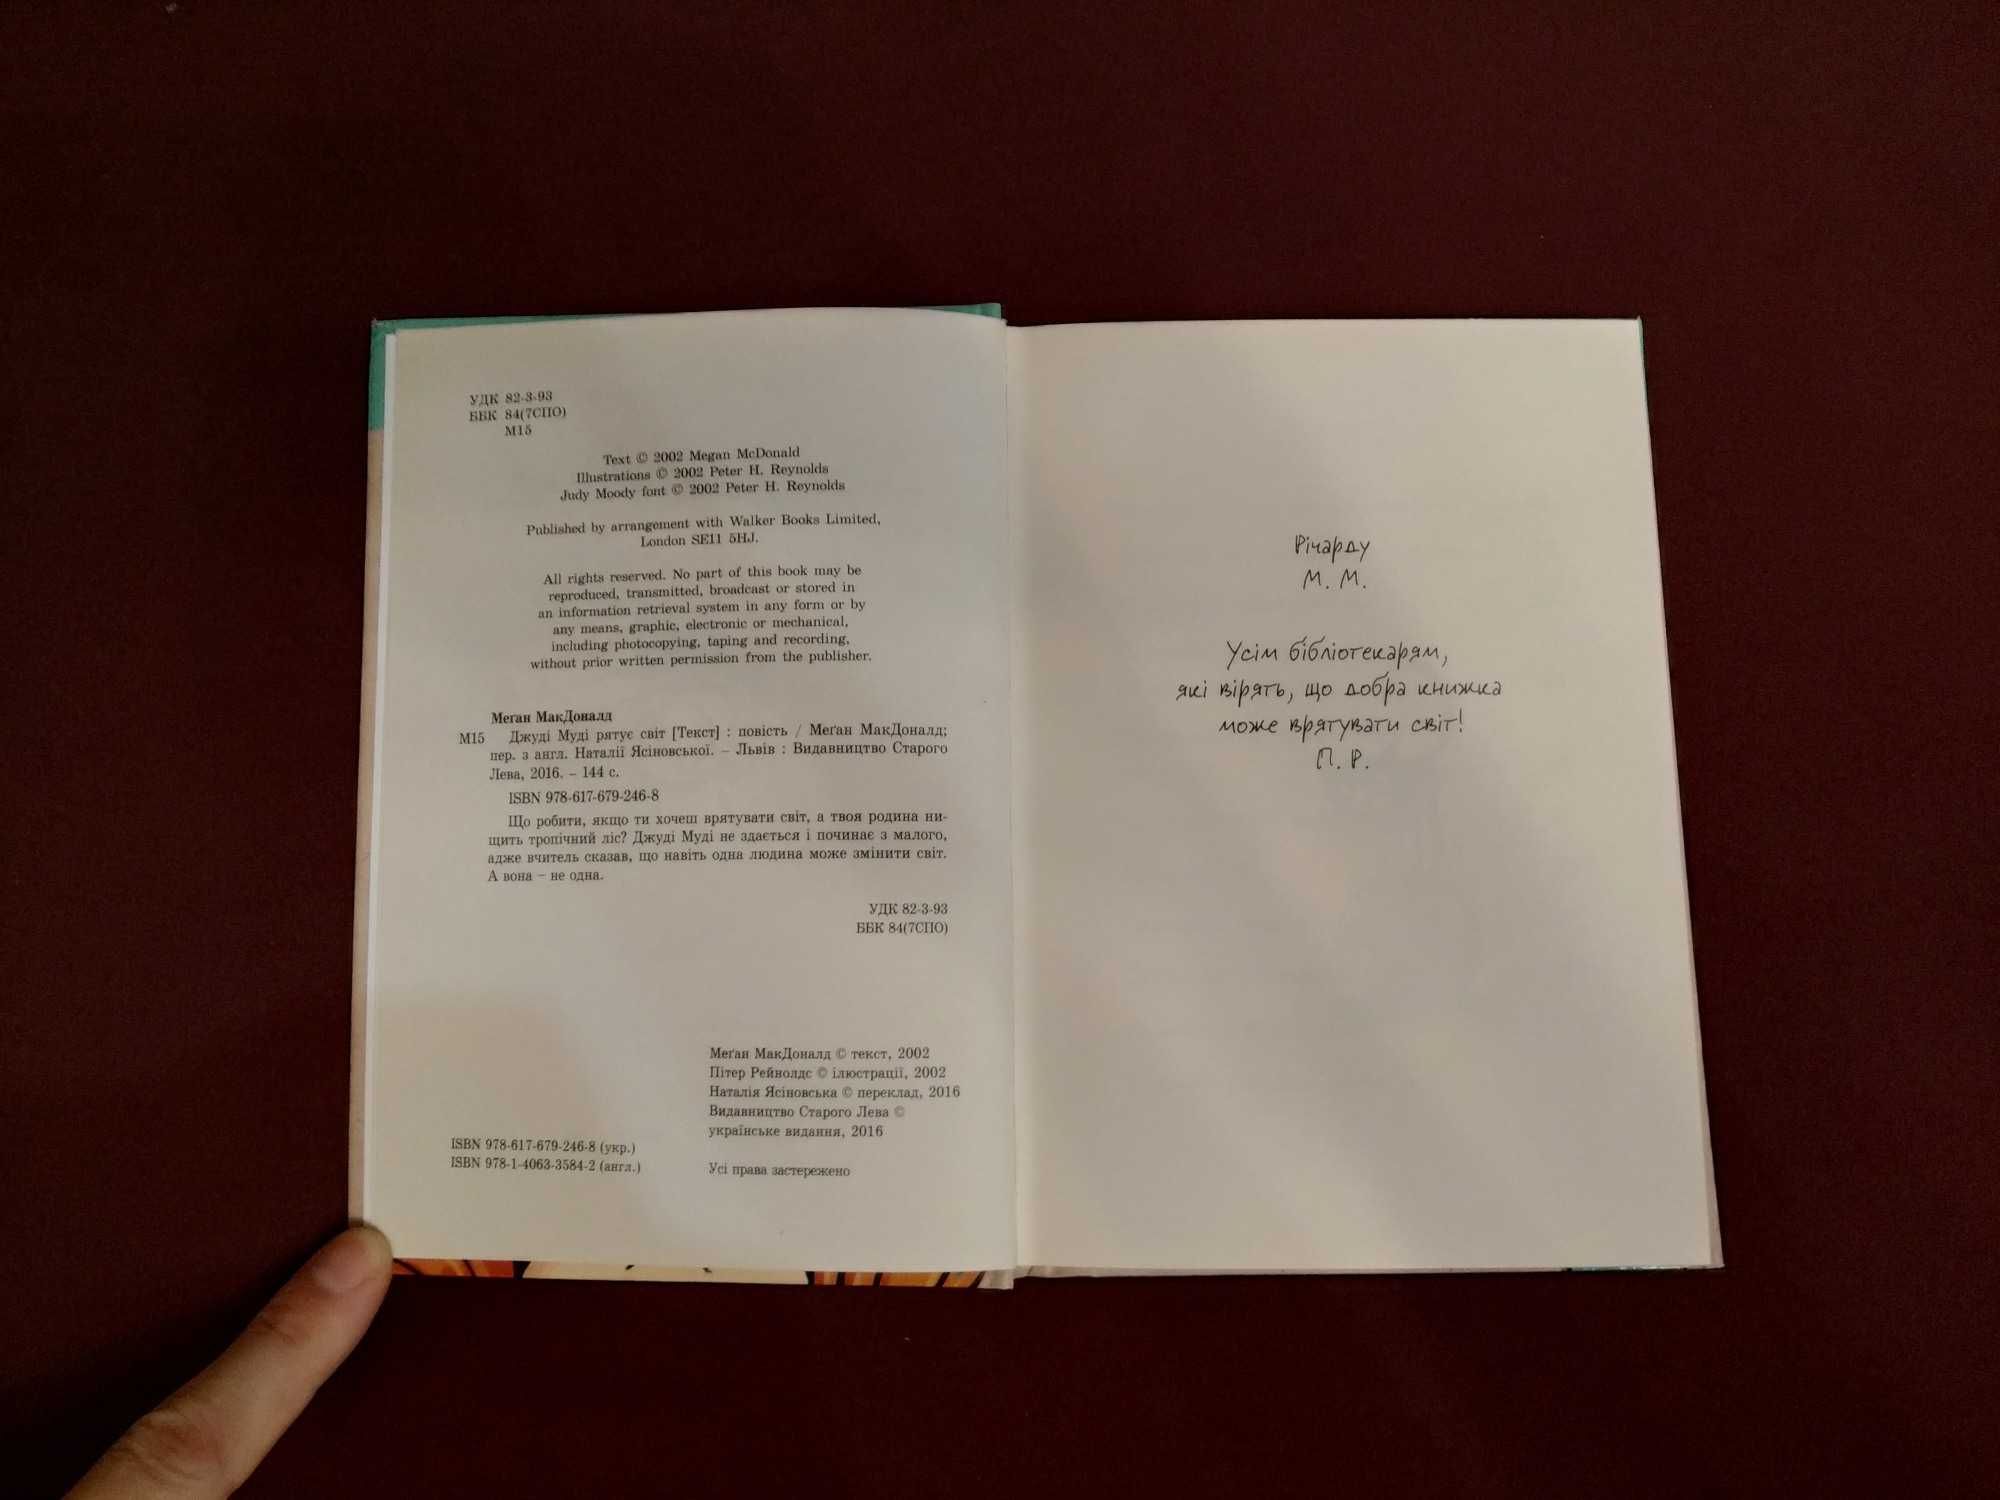 УДК 82-3-93
ББК 84(7СПО)
М15
Text © 2002 Megan McDonald
Illustrations © 2002 Peter H. Reynolds
Judy Moody font © 2002 Peter H. Reynolds
Published by arrangement with Walker Books Limited,
London SE11 5HJ.
All rights reserved. No part of this book may be
reproduced, transmitted, broadcast or stored in
an information retrieval system in any form or by
any means, graphic, electronic or mechanical,
including photocopying, taping and recording,
without prior written permission from the publisher.
Меґан МакДоналд
М15 Джуді Муді рятує світ [Текст] : повість / Меґан МакДоналд;
пер. з англ. Наталії Ясіновської. – Львів : Видавництво Старого
Лева, 2016. – 144 с.
ISBN 978-617-679-246-8
Що робити, якщо ти хочеш врятувати світ, а твоя родина ни-
щить тропічний ліс? Джуді Муді не здається і починає з малого,
адже вчитель сказав, що навіть одна людина може змінити світ.
А вона – не одна.
УДК 82-3-93
ББК 84(7СПО)
Меґан МакДоналд © текст, 2002
Пітер Рейнолдс © ілюстрації, 2002
Наталія Ясіновська © переклад, 2016
Видавництво Старого Лева ©
українське видання, 2016
ISBN 978-617-679-246-8 (укр.)
ISBN 978-1-4063-3584-2 (англ.)
Усі права застережено
Річарду
М. М.
Усім бібліотекарям,
які вірять, що добра книжка
може врятувати світ!
П. Р.